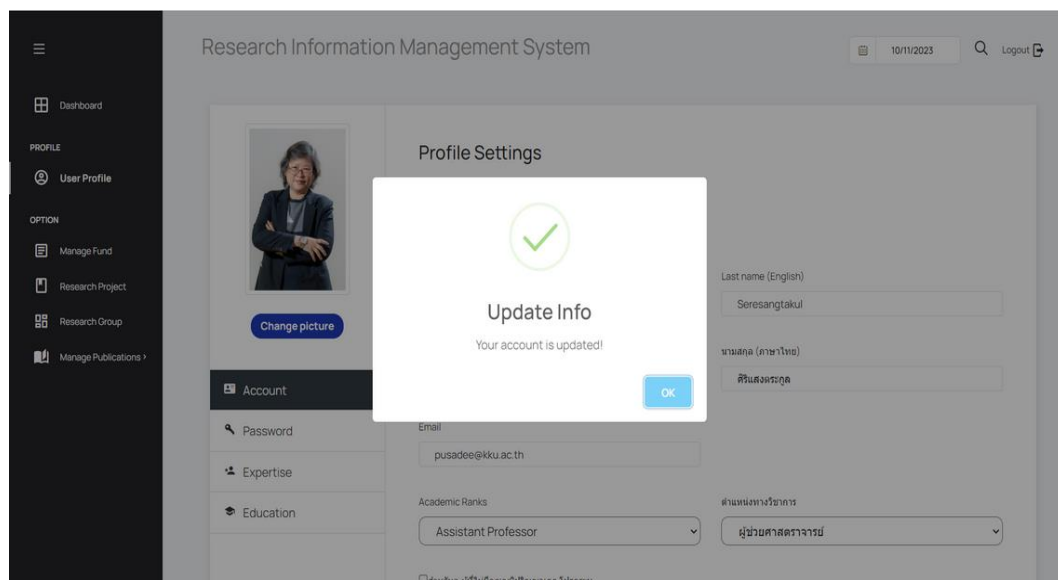 Research Information Management System
10/11/2023
Logout
Dashboard
PROFILE
User Profile
OPTION
Manage Fund
Research Project
Research Group
Manage Publications
Change picture
Account
Password
Expertise
Education
Profile Settings
Last name (English)
Seresangtakul
นามสกุล (ภาษาไทย)
ศิริแสงตระกูล
Email
pusadee@kku.ac.th
Academic Ranks
ตำแหน่งทางวิชาการ
Assistant Professor
ผู้ช่วยศาสตราจารย์
Update Info
Your account is updated!
OK